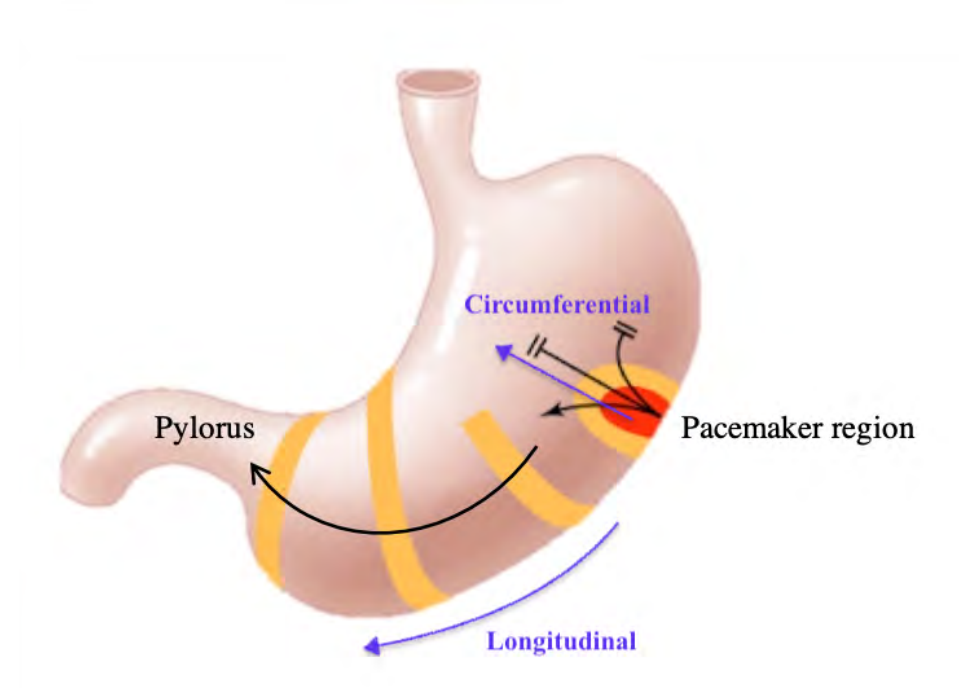 Circumferential
Pylorus
Pacemaker region
Longitudinal